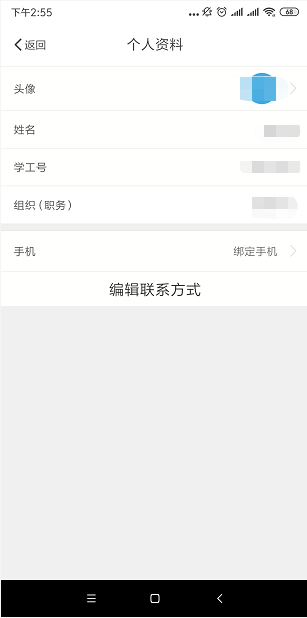 下午2:55
68
返回
个人资料
头像
姓名
学工号
组织（职务）
手机 绑定手机
编辑联系方式